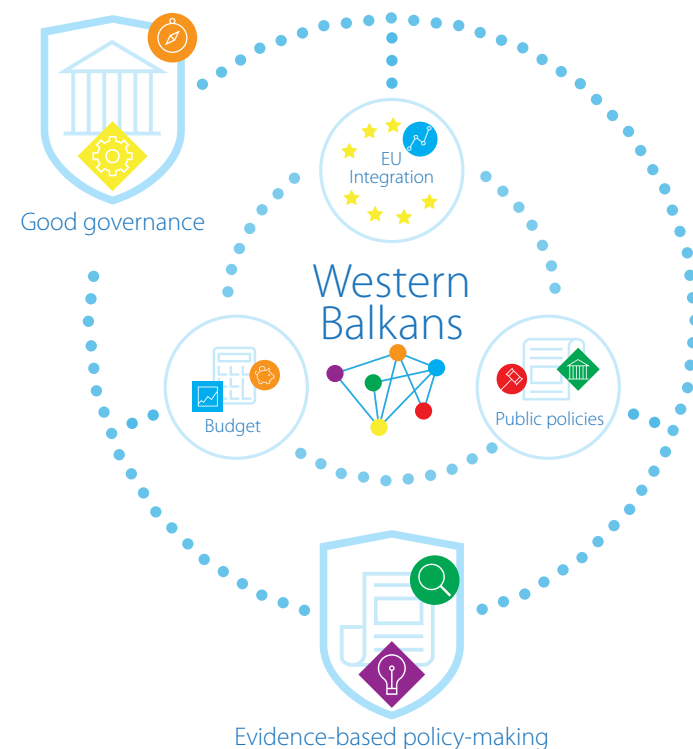 Good governance
EU
Integration
Western
Balkans
Budget
Public policies
Evidence-based policy-making